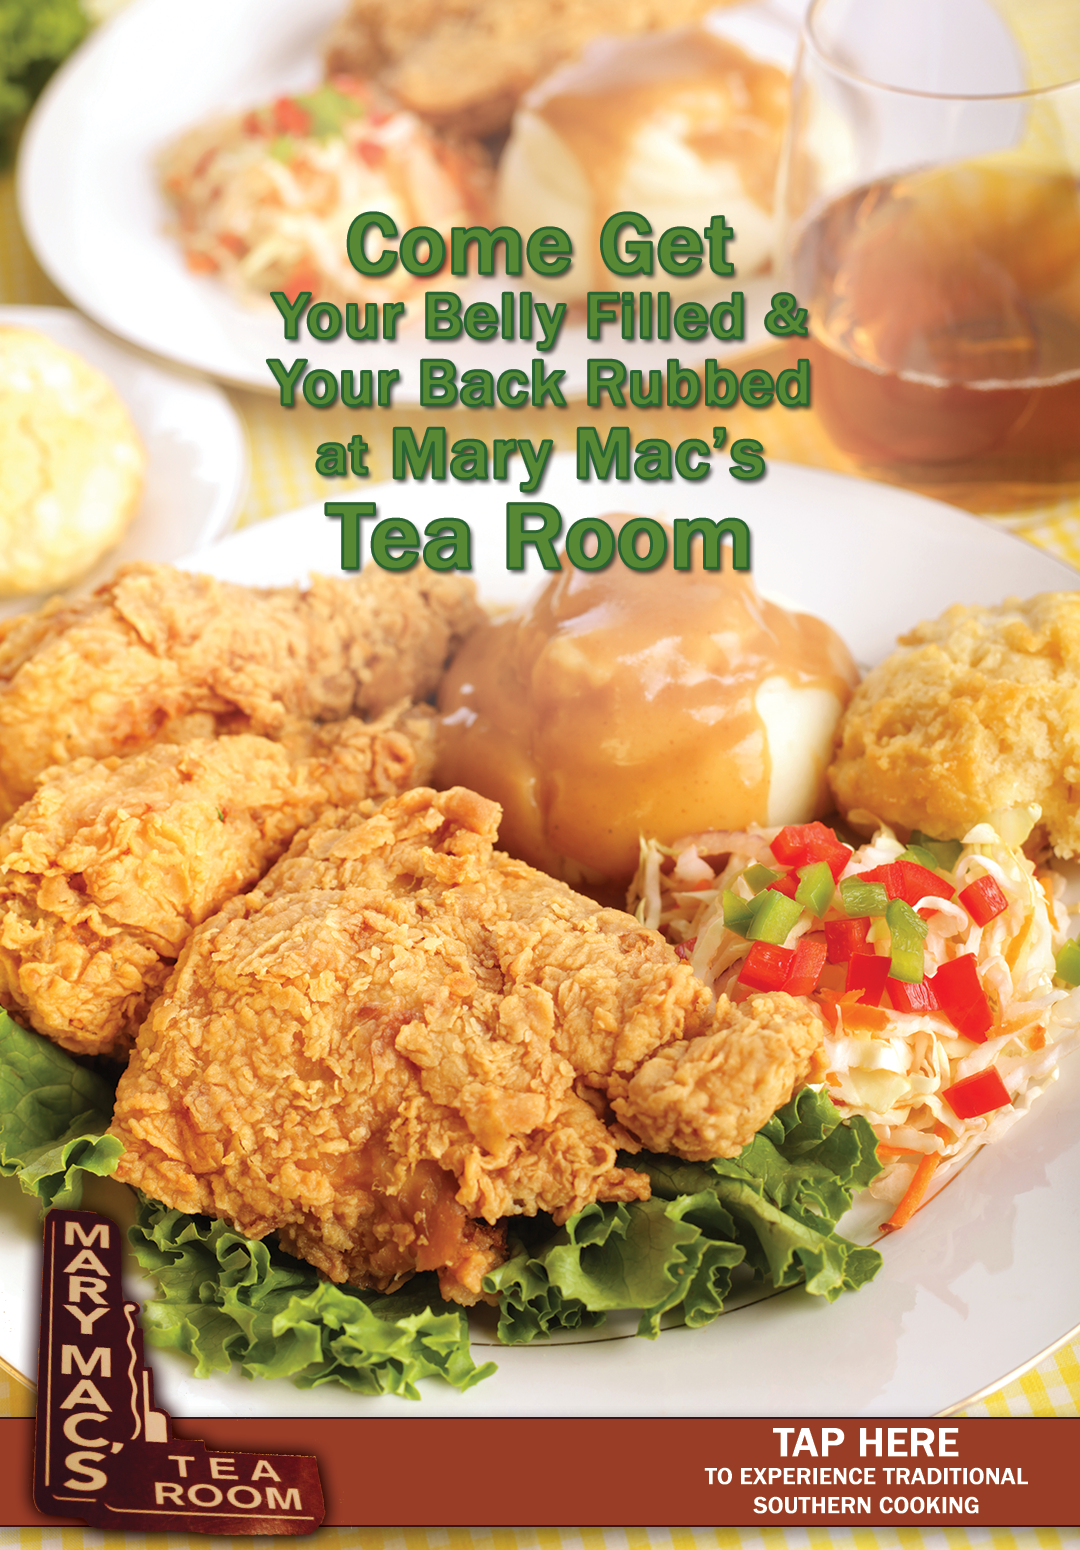 Come Get
Your Belly Filled &
Your Back Rubbed
at Mary Mac’s
Tea Room
MARY MAC'S
TEA
ROOM
TAP HERE
TO EXPERIENCE TRADITIONAL
SOUTHERN COOKING